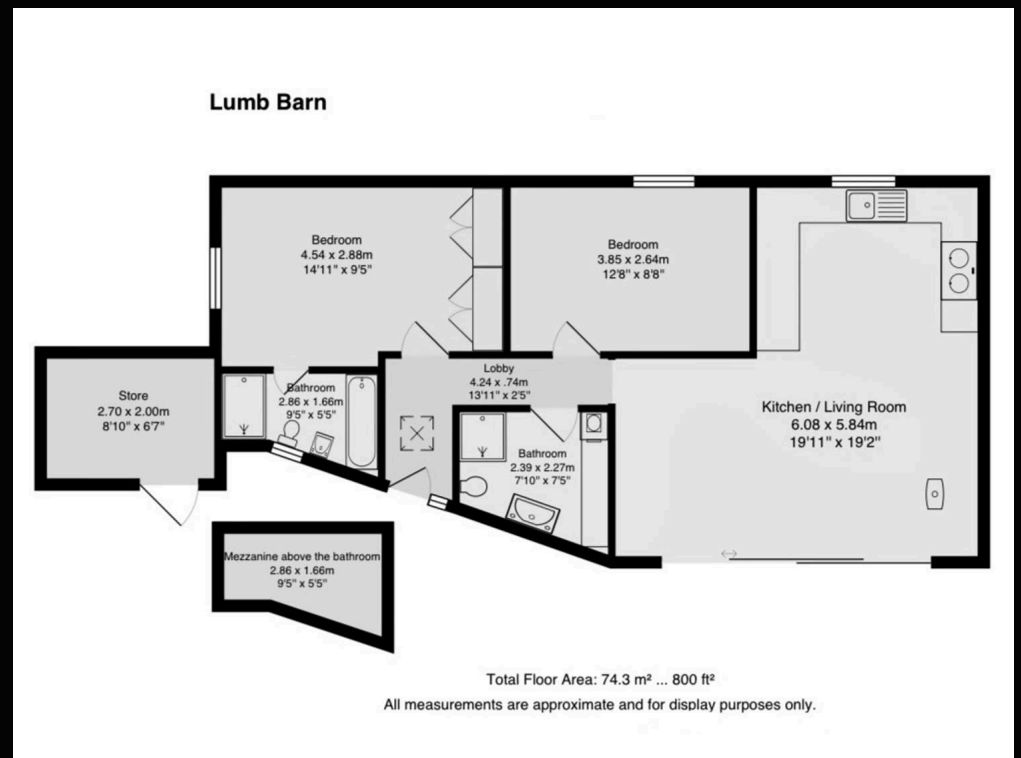 Lumb Barn
Bedroom
4.54 x 2.88m
14'11" x 9'5"
Bedroom
3.85 x 2.64m
12'8" x 8'8"
Store
2.70 x 2.00m
8'10" x 6'7"
Bathroom
2.86 x 1.66m
9'5" x 5'5"
Lobby
4.24 x .74m
13'11" x 2'5"
Kitchen / Living Room
6.08 x 5.84m
19'11" x 19'2"
Bathroom
2.39 x 2.27m
7'10" x 7'5"
Mezzanine above the bathroom
2.86 x 1.66m
9'5" x 5'5"
Total Floor Area: 74.3 m² ... 800 ft²
All measurements are approximate and for display purposes only.